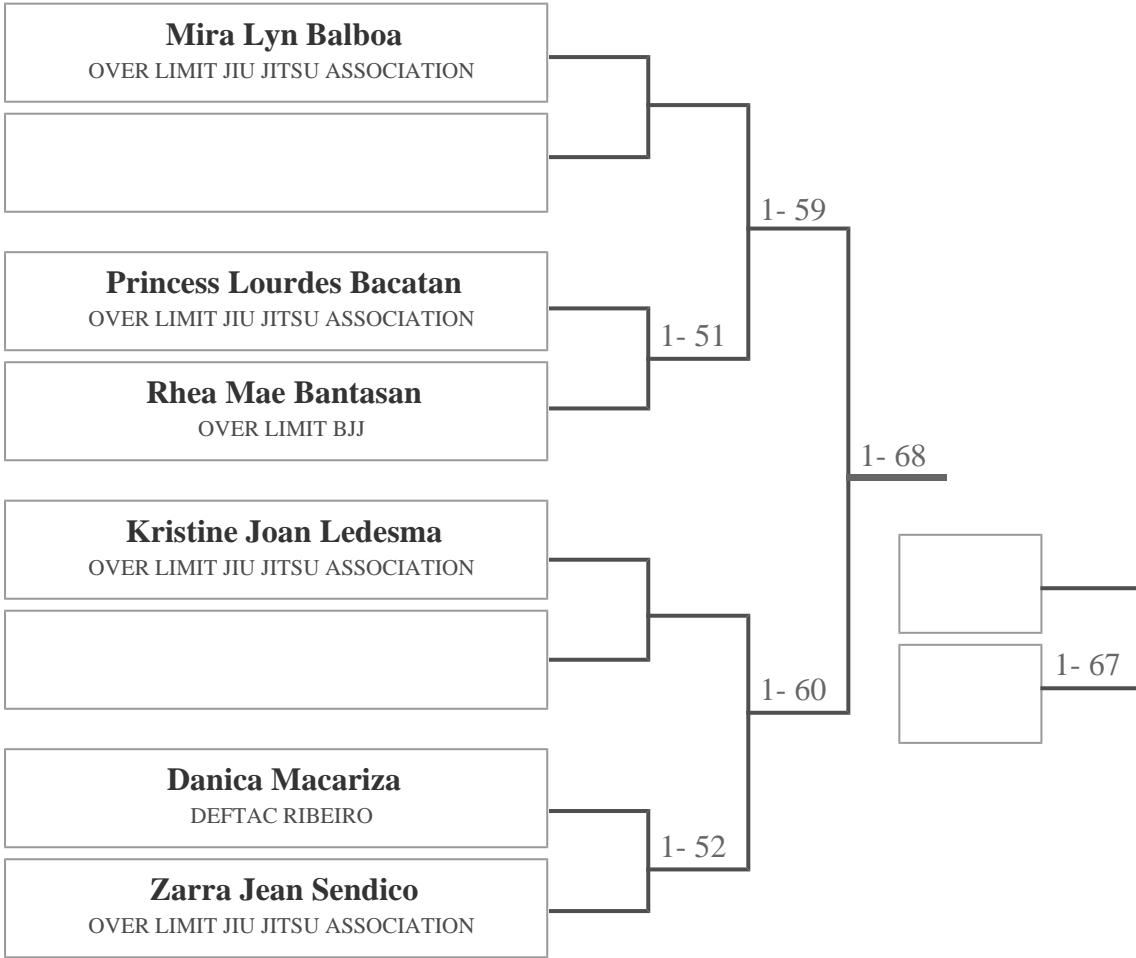 Mira Lyn Balboa
OVER LIMIT JIU JITSU ASSOCIATION
1- 59
Princess Lourdes Bacatan
OVER LIMIT JIU JITSU ASSOCIATION
1- 51
Rhea Mae Bantasan
OVER LIMIT BJJ
1- 68
Kristine Joan Ledesma
OVER LIMIT JIU JITSU ASSOCIATION
1- 67
1- 60
Danica Macariza
DEFTAC RIBEIRO
1- 52
Zarra Jean Sendico
OVER LIMIT JIU JITSU ASSOCIATION